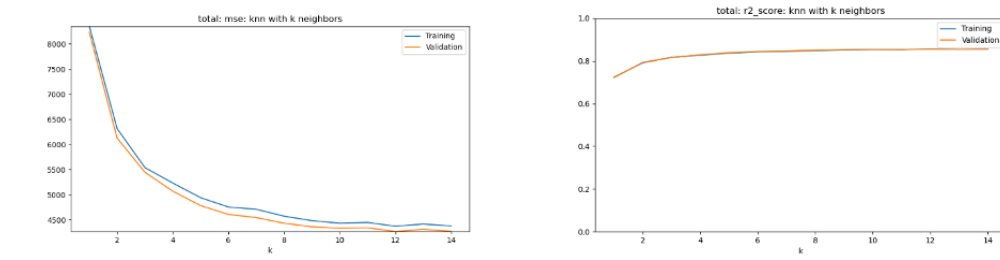 total: mse: knn with k neighbors
Training
Validation
8000
7500
7000
6500
6000
5500
5000
4500
2 4 6 8 10 12 14
k
total: r2_score: knn with k neighbors
Training
Validation
1.0
0.8
0.6
0.4
0.2
0.0
2 4 6 8 10 12 14
k